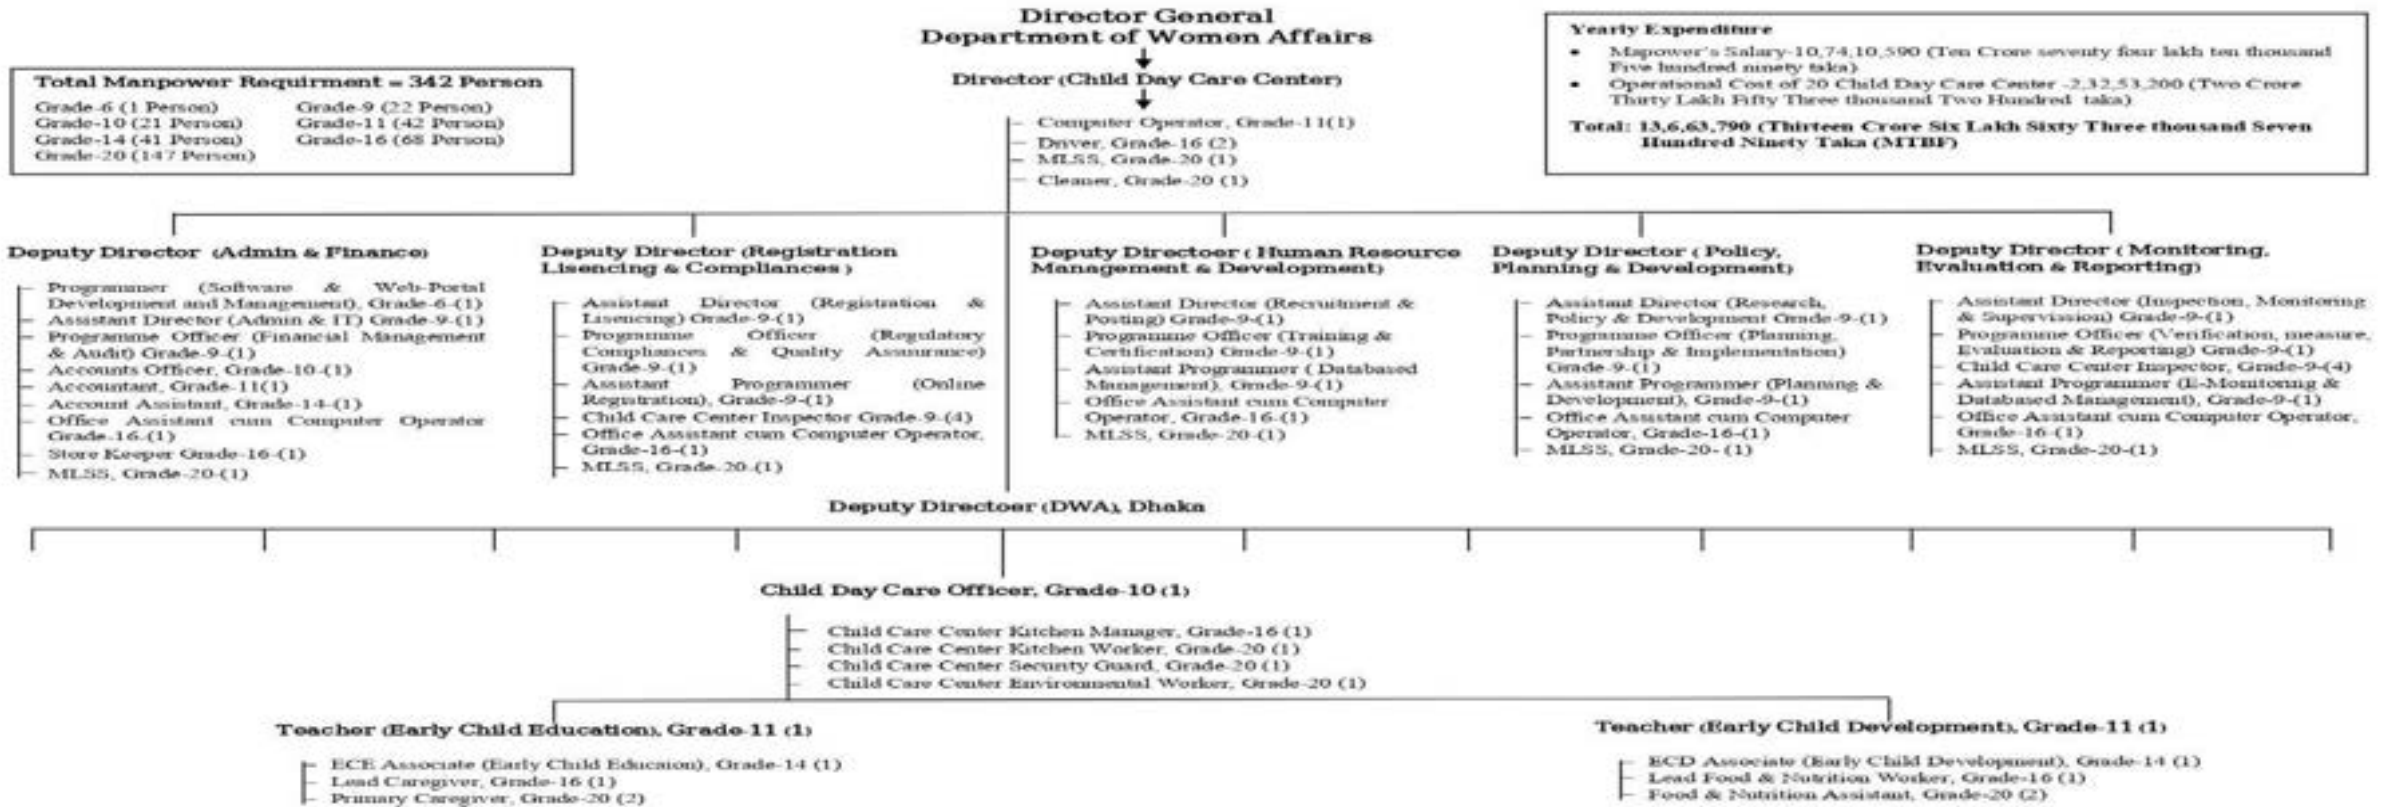 Director General
Department of Women Affairs
Director (Child Day Care Center)
Computer Operator, Grade-11(1)
Driver, Grade-16 (2)
MLSS, Grade-20 (1)
Cleaner, Grade-20 (1)
Total Manpower Requirment = 342 Person
Grade-6 (1 Person) Grade-9 (22 Person)
Grade-10 (21 Person) Grade-11 (42 Person)
Grade-14 (41 Person) Grade-16 (68 Person)
Grade-20 (147 Person)
Yearly Expenditure
• Mapower's Salary-10,74,10,590 (Ten Crore seventy four lakh ten thousand
Five hundred ninety taka)
• Operational Cost of 20 Child Day Care Center -2,32,53,200 (Two Crore
Thirty Lakh Fifty Three thousand Two Hundred taka)
Total: 13,6,63,790 (Thirteen Crore Six Lakh Sixty Three thousand Seven
Hundred Ninety Taka (MTBF)
Deputy Director (Admin & Finance)
Programmer (Software & Web-Portal
Development and Management), Grade-6-(1)
Assistant Director (Admin & IT) Grade-9-(1)
Programme Officer (Financial Management
& Audit) Grade-9-(1)
Accounts Officer, Grade-10-(1)
Accountant, Grade-11(1)
Account Assistant, Grade-14-(1)
Office Assistant cum Computer Operator
Grade-16-(1)
Store Keeper Grade-16-(1)
MLSS, Grade-20-(1)
Deputy Director (Registration
Lisencing & Compliances )
Assistant Director (Registration &
Lisencing) Grade-9-(1)
Programme Officer (Regulatory
Compliances & Quality Assaurance)
Grade-9-(1)
Assistant Programmer (Online
Registration), Grade-9-(1)
Child Care Center Inspector Grade-9-(4)
Office Assistant cum Computer Operator,
Grade-16-(1)
MLSS, Grade-20-(1)
Deputy Directoer ( Human Resource
Management & Development)
Assistant Director (Recruitment &
Posting) Grade-9-(1)
Programme Officer (Training &
Certification) Grade-9-(1)
Assistant Programmer ( Databased
Management), Grade-9-(1)
Office Assistant cum Computer
Operator, Grade-16-(1)
MLSS, Grade-20-(1)
Deputy Director ( Policy,
Planning & Development)
Assistant Director (Research,
Policy & Development Grade-9-(1)
Programme Officer (Planning,
Partnership & Implementation)
Grade-9-(1)
Assistant Programmer (Planning &
Development), Grade-9-(1)
Office Assistant cum Computer
Operator, Grade-16-(1)
MLSS, Grade-20- (1)
Deputy Director ( Monitoring,
Evaluation & Reporting)
Assistant Director (Inspection, Monitoring
& Supervission) Grade-9-(1)
Programme Officer (Verification, measure,
Evaluation & Reporting) Grade-9-(1)
Child Care Center Inspector, Grade-9-(4)
Assistant Programmer (E-Monitoring &
Databased Management), Grade-9-(1)
Office Assistant cum Computer Operator,
Grade-16-(1)
MLSS, Grade-20-(1)
Deputy Directoer (DWA), Dhaka
Child Day Care Officer, Grade-10 (1)
Child Care Center Kitchen Manager, Grade-16 (1)
Child Care Center Kitchen Worker, Grade-20 (1)
Child Care Center Security Guard, Grade-20 (1)
Child Care Center Environmental Worker, Grade-20 (1)
Teacher (Early Child Education), Grade-11 (1)
ECE Associate (Early Child Educaion), Grade-14 (1)
Lead Caregiver, Grade-16 (1)
Primary Caregiver, Grade-20 (2)
Teacher (Early Child Development), Grade-11 (1)
ECD Associate (Early Child Development), Grade-14 (1)
Lead Food & Nutrition Worker, Grade-16 (1)
Food & Nutrition Assistant, Grade-20 (2)